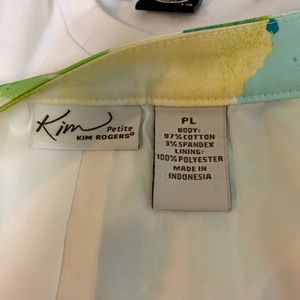 Kim
Petite
KIM ROGERS®
PL
BODY:
97%COTTON
3%SPANDEX
LINING:
100%POLYESTER
MADE IN
INDONESIA